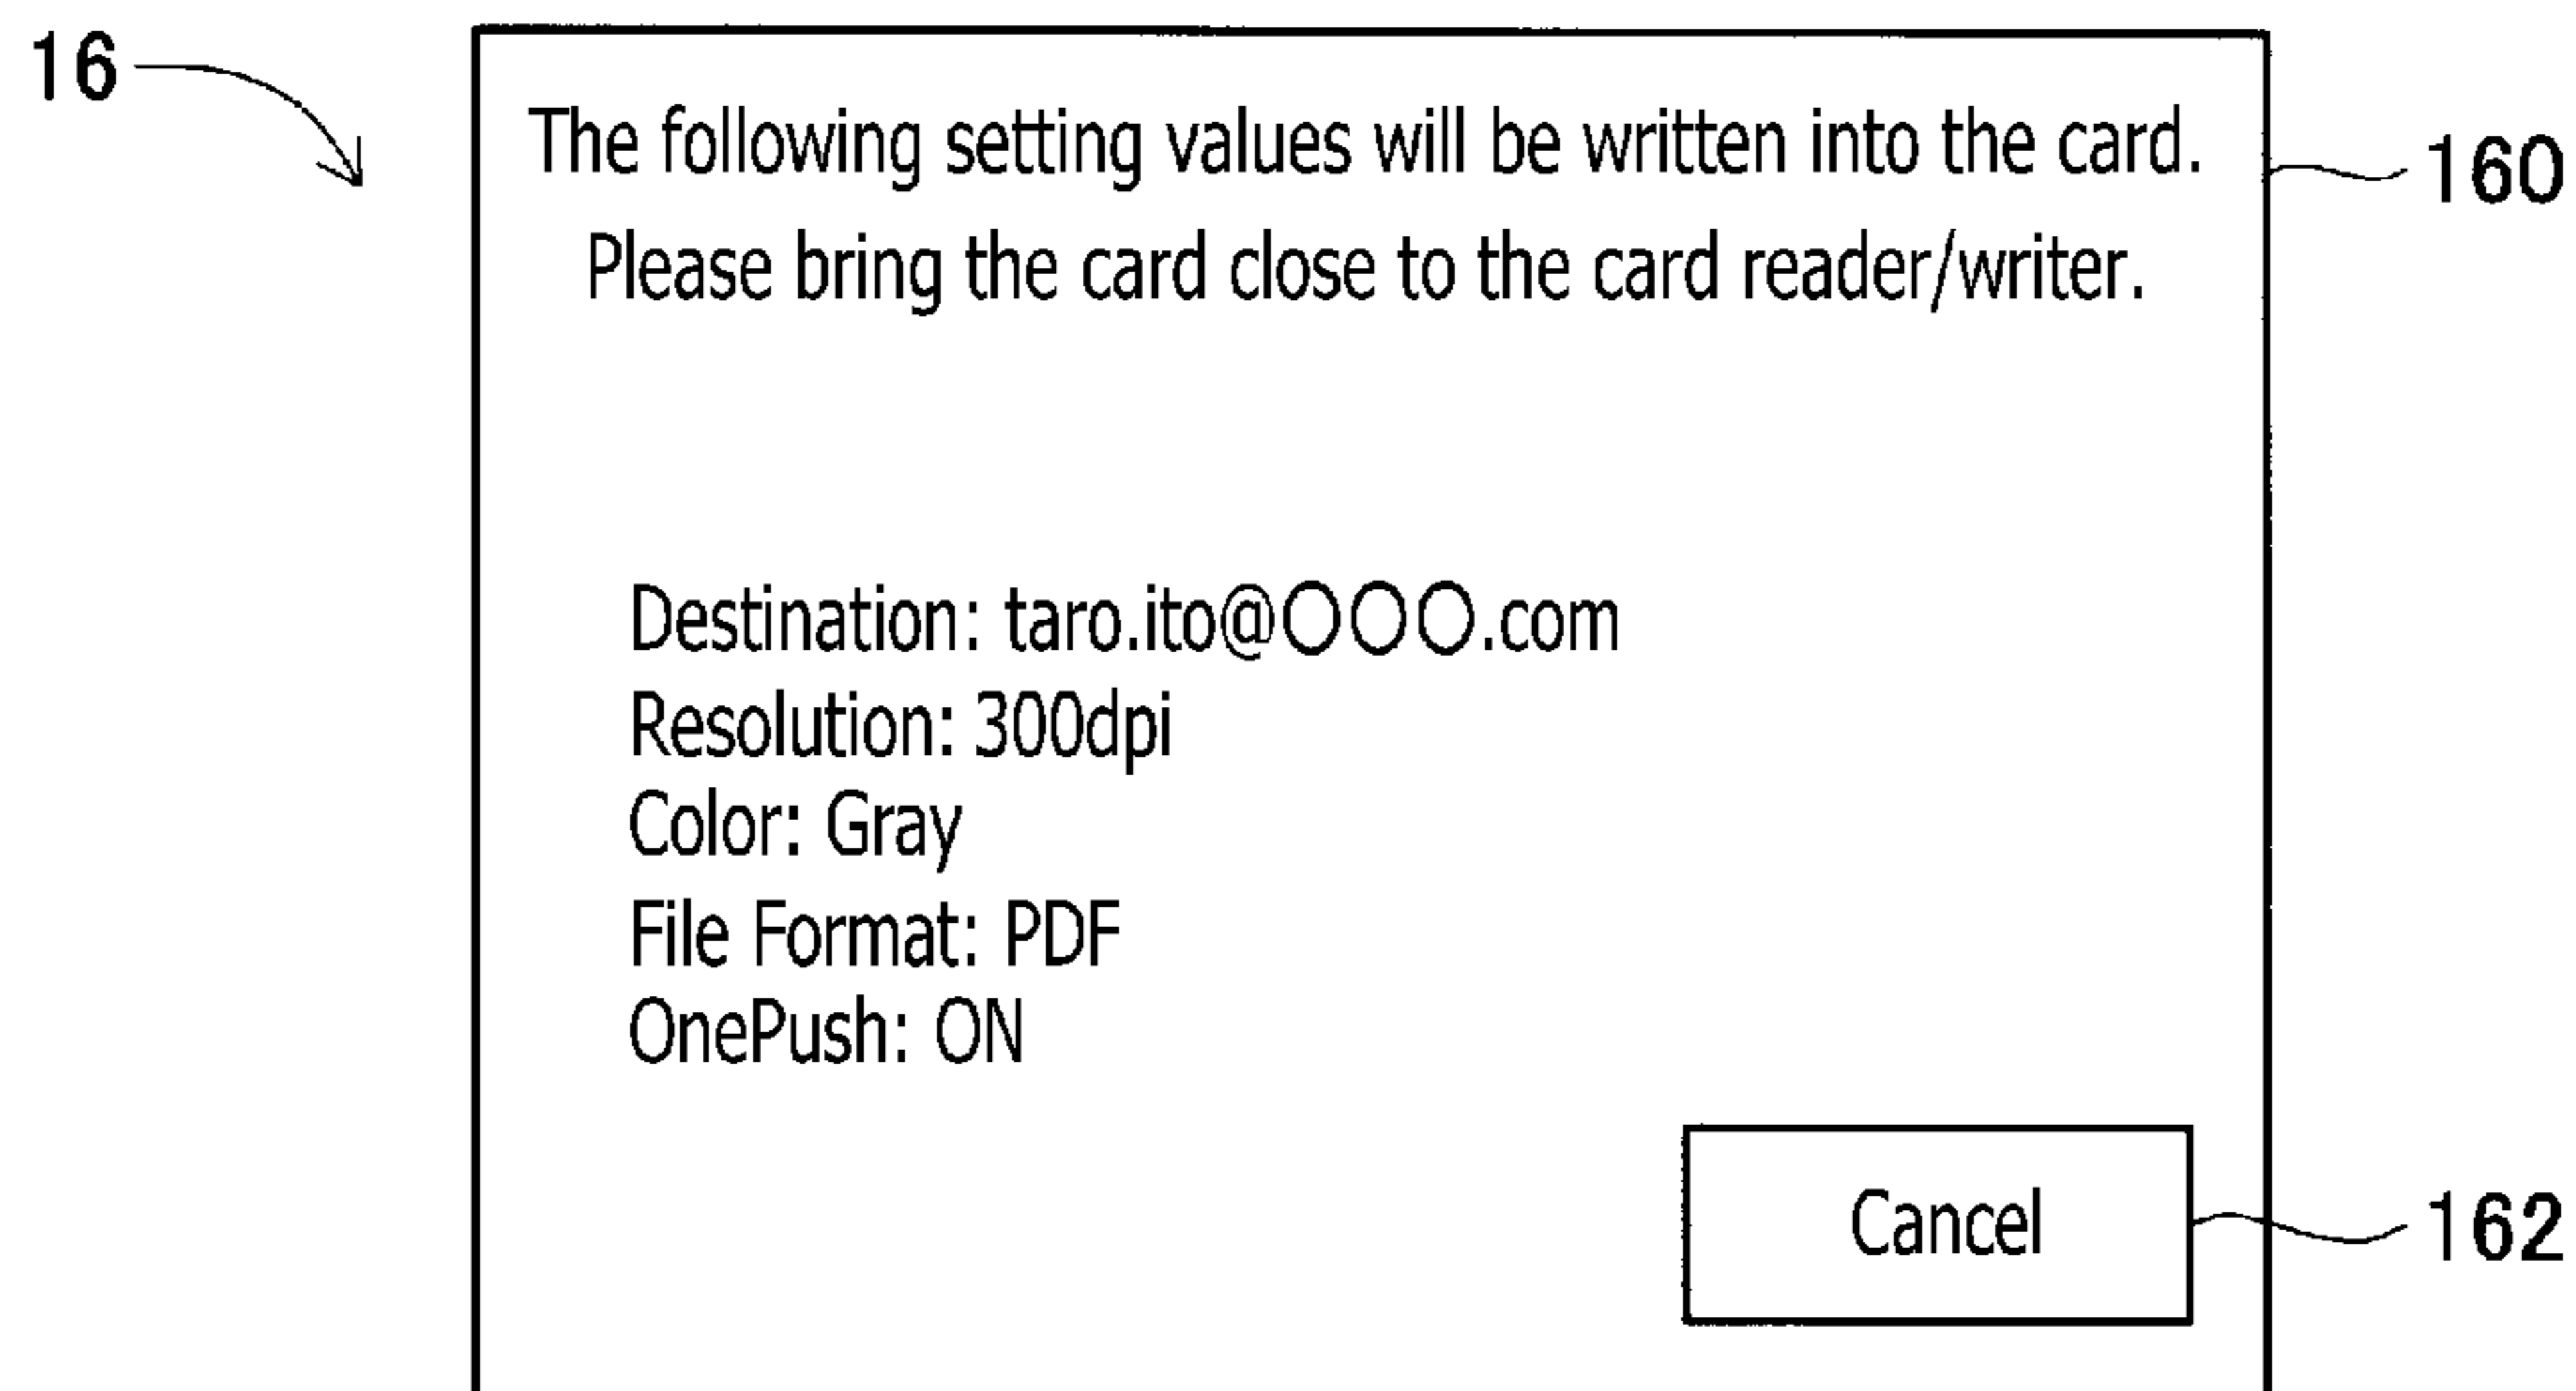 16
The following setting values will be written into the card.
160
Please bring the card close to the card reader/writer.
Destination: taro.ito@○○○.com
Resolution: 300dpi
Color: Gray
File Format: PDF
OnePush: ON
Cancel
162